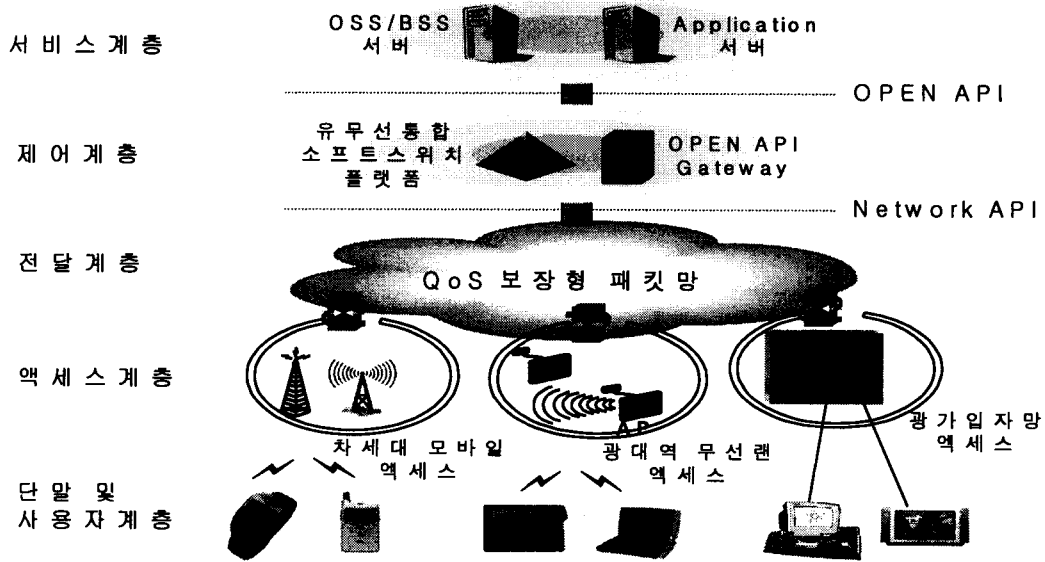 서비스계층
OSS/BSS
서버
Application
서버
OPEN API
제어계층
유무선통합
소프트스위치
플랫폼
OPEN API
Gateway
Network API
전달계층
QoS 보장형 패킷망
액세스계층
AP
차세대 모바일
액세스
광대역 무선랜
액세스
광가입자망
액세스
단말 및
사용자계층